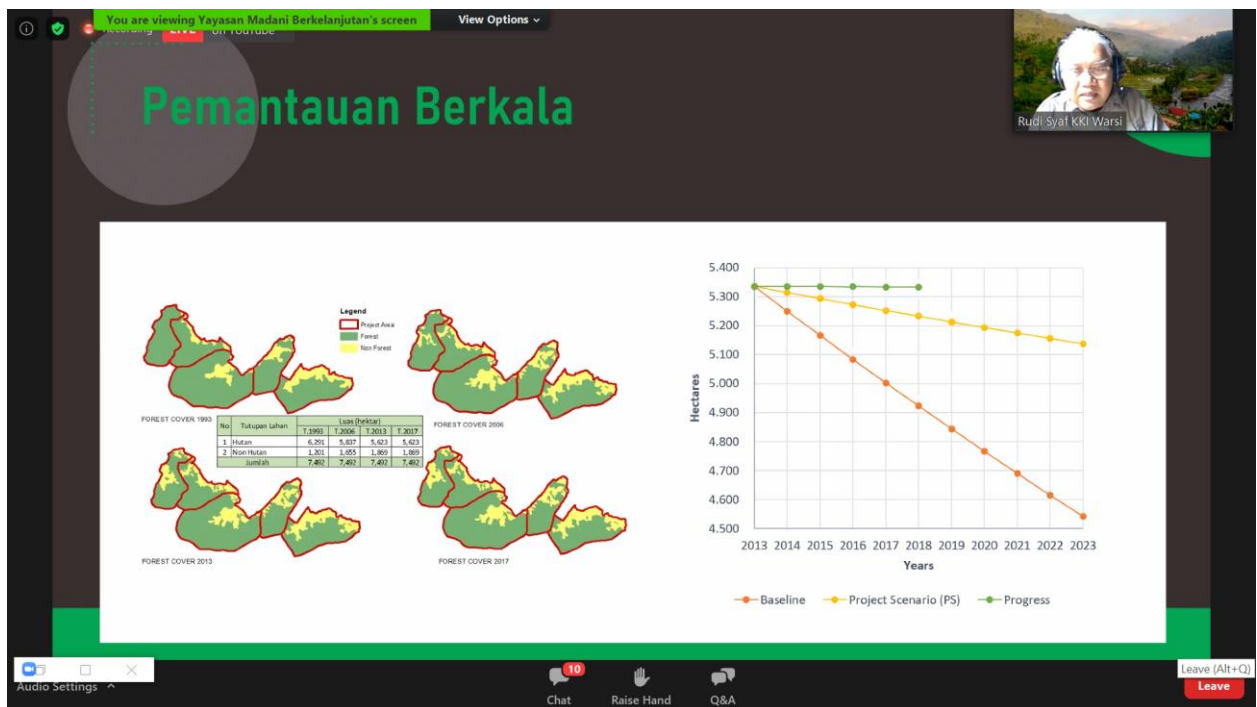 You are viewing Yayasan Madani Berkelanjutan's screen
View Options
Recording LIVE on YouTube
Pemantauan Berkala
Rudi Syaf KKI Warsi
Legend
Project Area
Forest
Non Forest
FOREST COVER 1993
FOREST COVER 2006
No Tutupan Lahan Luas (hektar)
T.1993 T.2006 T.2013 T.2017
1 Hutan 6,291 5,837 5,623 5,623
2 Non Hutan 1,201 1,655 1,869 1,869
Jumlah 7,492 7,492 7,492 7,492
FOREST COVER 2013
FOREST COVER 2017
5.400
5.300
5.200
5.100
5.000
4.900
4.800
4.700
4.600
4.500
Hectares
2013 2014 2015 2016 2017 2018 2019 2020 2021 2022 2023
Years
Baseline Project Scenario (PS) Progress
Audio Settings
10
Chat
Raise Hand
Q&A
Leave (Alt+Q)
Leave